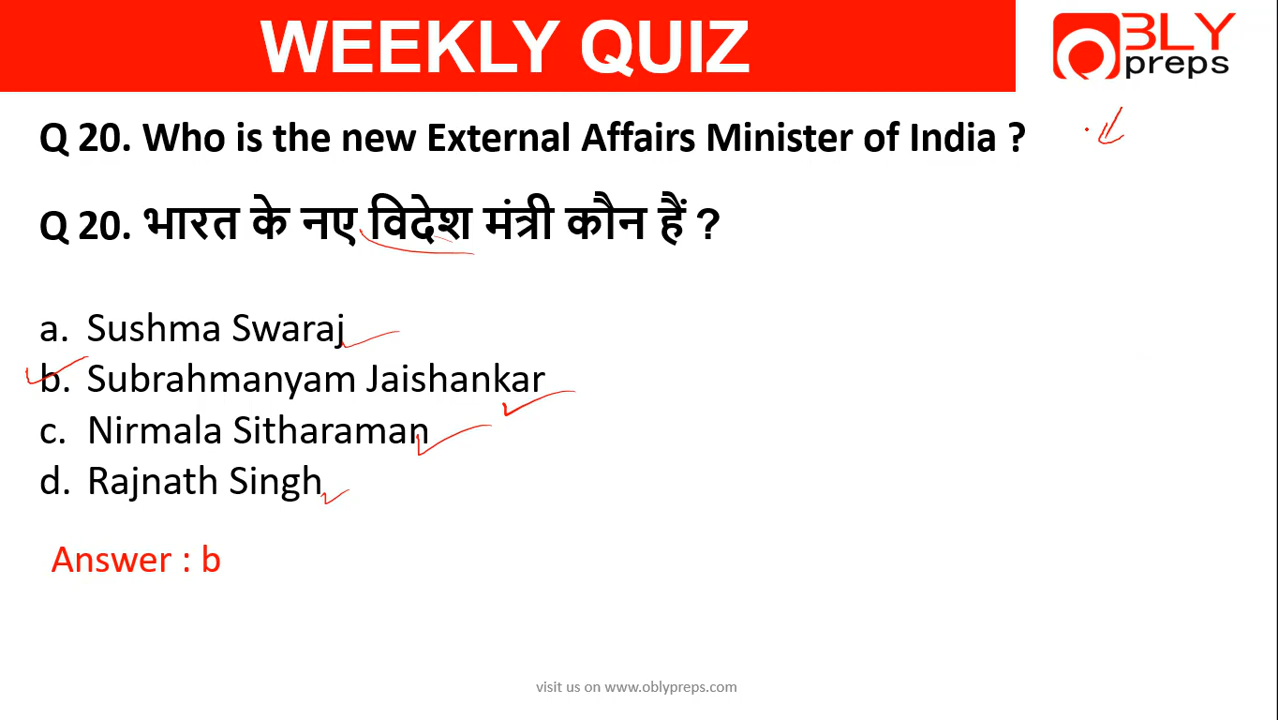 WEEKLY QUIZ
OBLY
preps
Q 20. Who is the new External Affairs Minister of India ?
Q 20. भारत के नए विदेश मंत्री कौन हैं ?
a. Sushma Swaraj
b. Subrahmanyam Jaishankar
c. Nirmala Sitharaman
d. Rajnath Singh
Answer : b
visit us on www.oblypreps.com